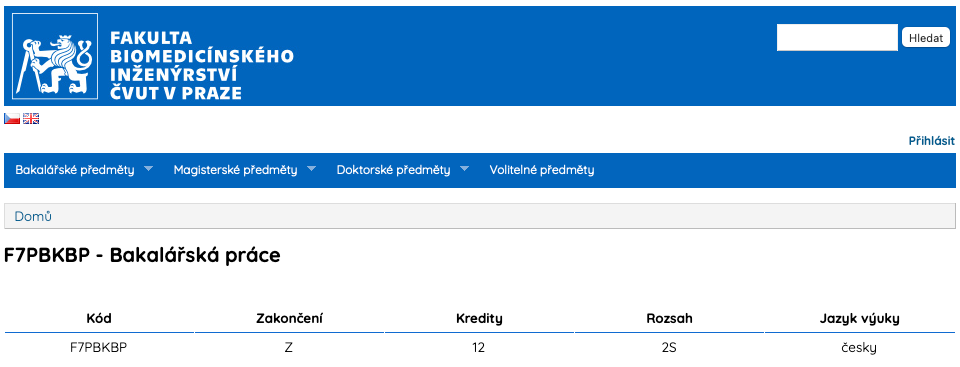 FAKULTA
BIOMEDICÍNSKÉHO
INŽENÝRSTVÍ
ČVUT V PRAZE
Hledat
Přihlásit
Bakalářské předměty Magisterské předměty Doktorské předměty Volitelné předměty
Domů
F7PBKBP - Bakalářská práce
Kód Zakončení Kredity Rozsah Jazyk výuky
F7PBKBP Z 12 2S česky